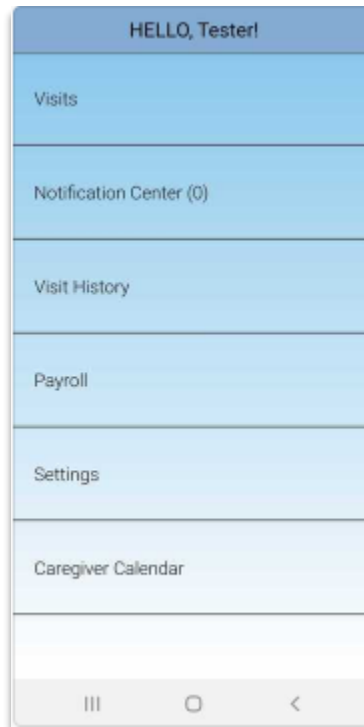 HELLO, Tester!
Visits
Notification Center (0)
Visit History
Payroll
Settings
Caregiver Calendar